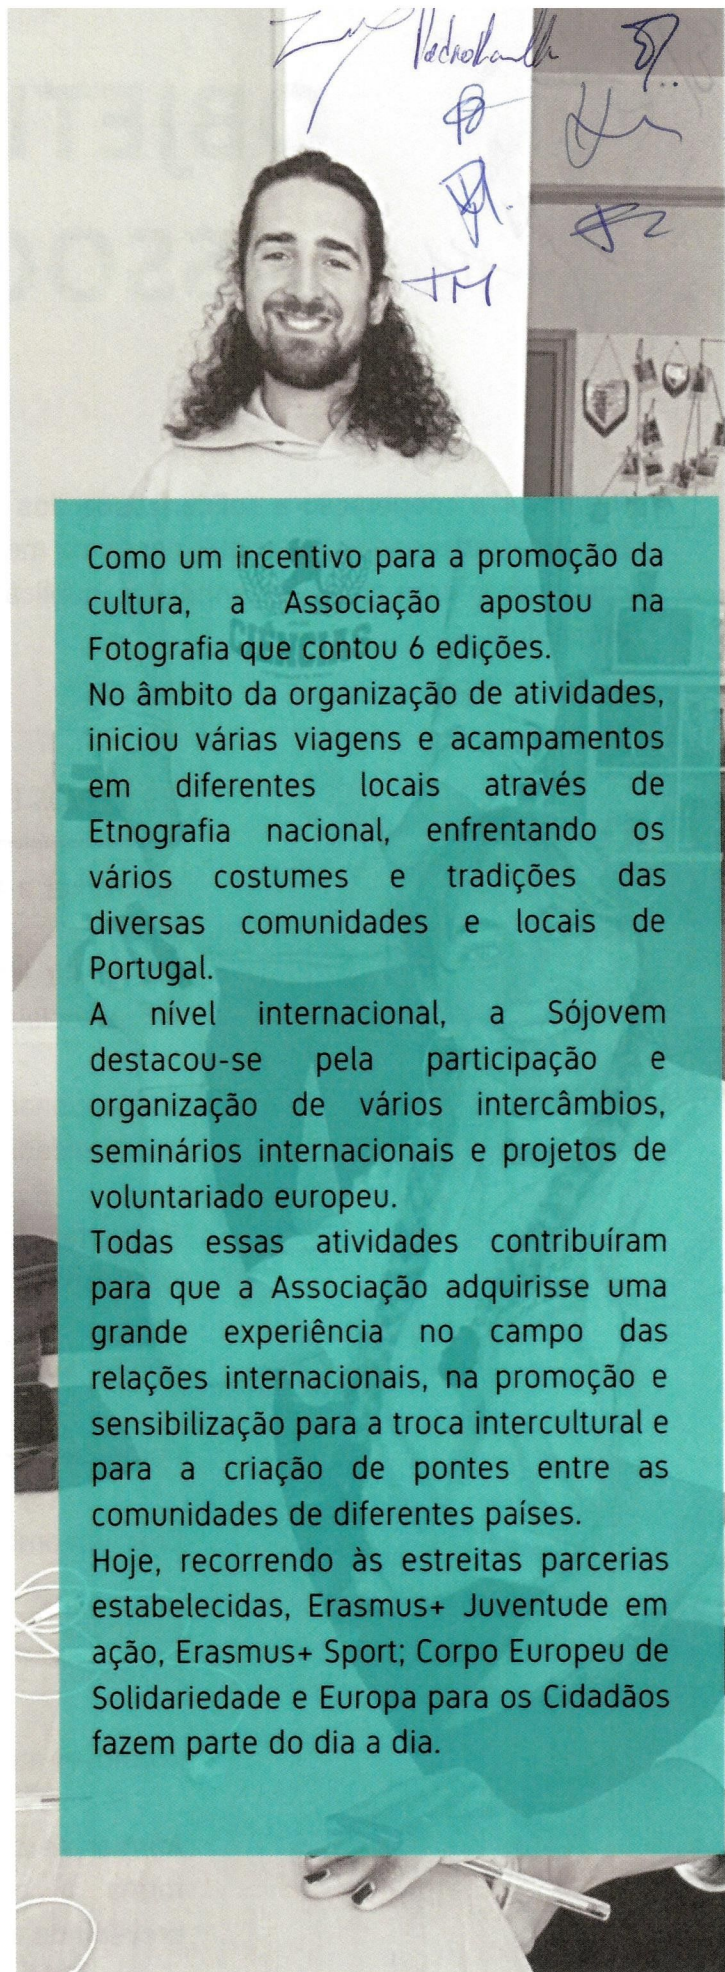 TM
Como um incentivo para a promoção da
cultura, a Associação apostou na
Fotografia que contou 6 edições.
No âmbito da organização de atividades,
iniciou várias viagens e acampamentos
em diferentes locais através de
Etnografia nacional, enfrentando os
vários costumes e tradições das
diversas comunidades e locais de
Portugal.
A nível internacional, a Sójovem
destacou-se pela participação e
organização de vários intercâmbios,
seminários internacionais e projetos de
voluntariado europeu.
Todas essas atividades contribuíram
para que a Associação adquirisse uma
grande experiência no campo das
relações internacionais, na promoção e
sensibilização para a troca intercultural e
para a criação de pontes entre as
comunidades de diferentes países.
Hoje, recorrendo às estreitas parcerias
estabelecidas, Erasmus+ Juventude em
ação, Erasmus+ Sport; Corpo Europeu de
Solidariedade e Europa para os Cidadãos
fazem parte do dia a dia.